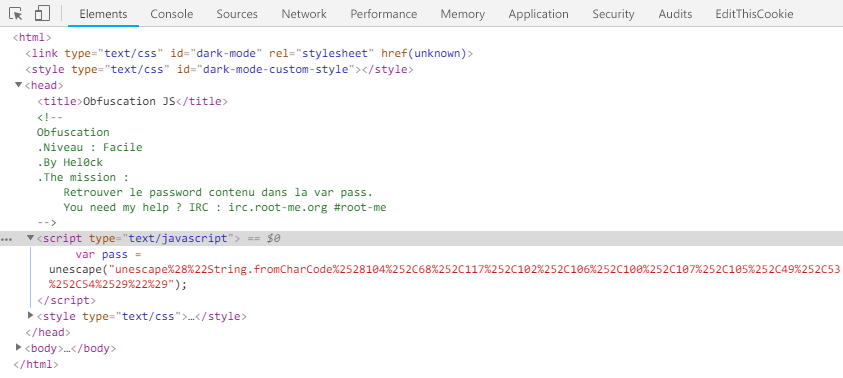 Elements Console Sources Network Performance Memory Application Security Audits EditThisCookie
<html>
<link type="text/css" id="dark-mode" rel="stylesheet" href(unknown)>
<style type="text/css" id="dark-mode-custom-style"></style>
<head>
<title>Obfuscation JS</title>
<!--
Obfuscation
.Niveau : Facile
.By Hel0ck
.The mission :
Retrouver le password contenu dans la var pass.
You need my help ? IRC : irc.root-me.org #root-me
-->
<script type="text/javascript"> == $0
var pass =
unescape("unescape%28%22String.fromCharCode%2528104%252C68%252C117%252C102%252C106%252C100%252C107%252C105%252C49%252C53
%252C54%2529%22%29");
</script>
<style type="text/css">…</style>
</head>
<body>…</body>
</html>